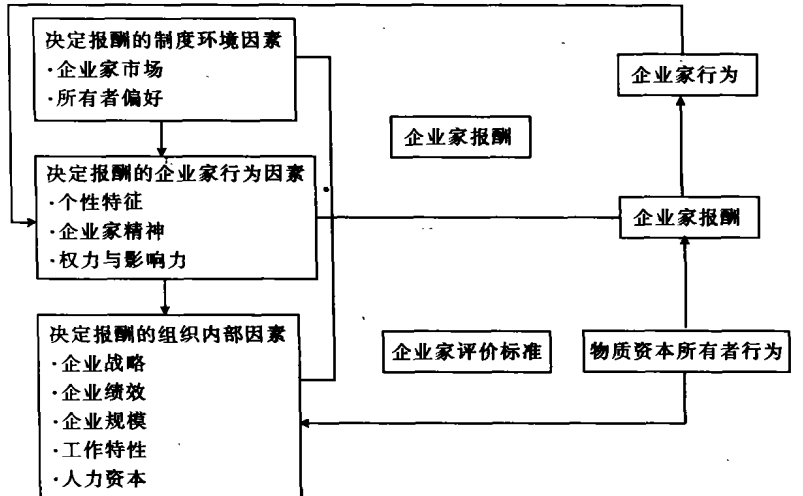 决定报酬的制度环境因素
·企业家市场
·所有者偏好
企业家行为
企业家报酬
决定报酬的企业家行为因素
·个性特征
·企业家精神
·权力与影响力
企业家报酬
决定报酬的组织内部因素
·企业战略
·企业绩效
·企业规模
·工作特性
·人力资本
企业家评价标准
物质资本所有者行为